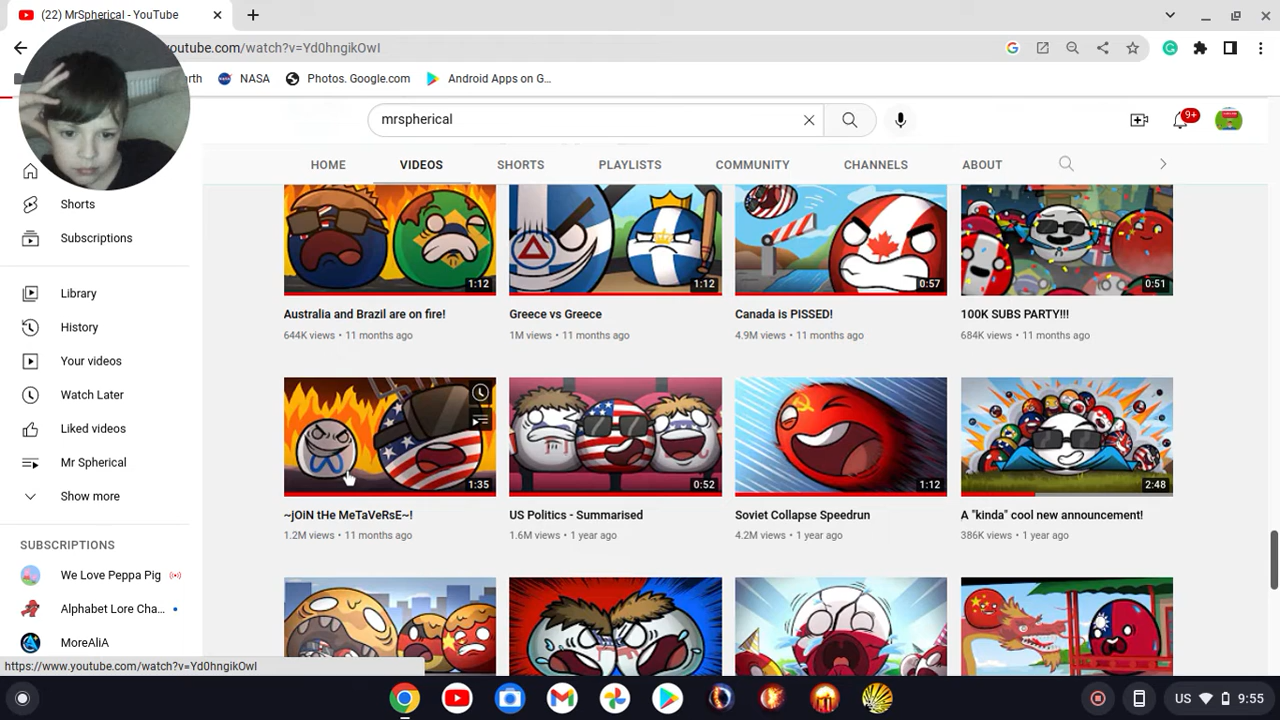 (22) MrSpherical - YouTube
youtube.com/watch?v=Yd0hngikOwI
rth
NASA
Photos. Google.com
Android Apps on G...
mrspherical
9+
HOME
VIDEOS
SHORTS
PLAYLISTS
COMMUNITY
CHANNELS
ABOUT
Shorts
Subscriptions
Library
History
Your videos
Watch Later
Liked videos
Mr Spherical
Show more
SUBSCRIPTIONS
We Love Peppa Pig
Alphabet Lore Cha...
MoreAliA
1:12
1:12
0:57
0:51
Australia and Brazil are on fire!
644K views • 11 months ago
Greece vs Greece
1M views • 11 months ago
Canada is PISSED!
4.9M views • 11 months ago
100K SUBS PARTY!!!
684K views • 11 months ago
1:35
0:52
1:12
2:48
~jOiN tHe MeTaVeRsE~!
1.2M views • 11 months ago
US Politics - Summarised
1.6M views • 1 year ago
Soviet Collapse Speedrun
4.2M views • 1 year ago
A "kinda" cool new announcement!
386K views • 1 year ago
https://www.youtube.com/watch?v=Yd0hngikOwI
US
9:55